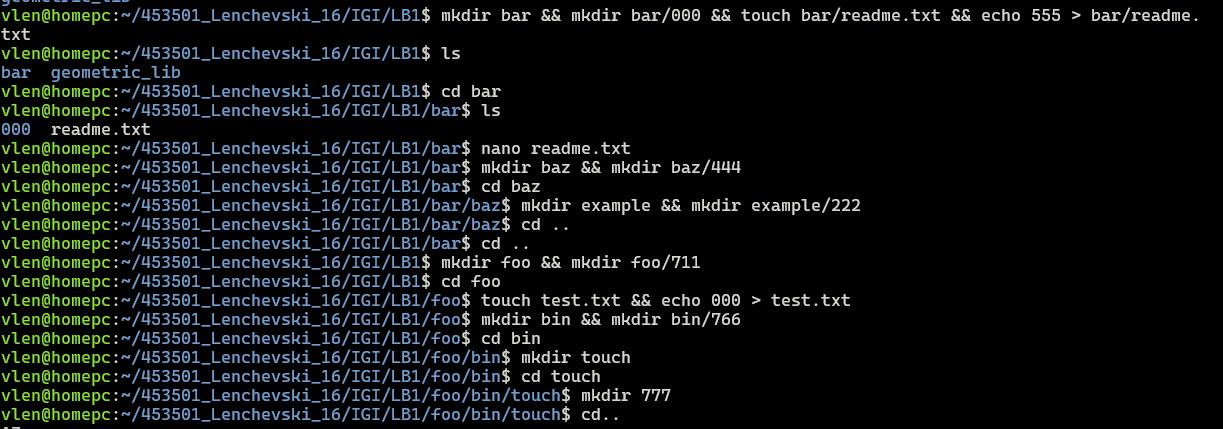 vlen@homepc:~/453501_Lenchevski_16/IGI/LB1$ mkdir bar && mkdir bar/000 && touch bar/readme.txt && echo 555 > bar/readme.
txt
vlen@homepc:~/453501_Lenchevski_16/IGI/LB1$ ls
bar  geometric_lib
vlen@homepc:~/453501_Lenchevski_16/IGI/LB1$ cd bar
vlen@homepc:~/453501_Lenchevski_16/IGI/LB1/bar$ ls
000  readme.txt
vlen@homepc:~/453501_Lenchevski_16/IGI/LB1/bar$ nano readme.txt
vlen@homepc:~/453501_Lenchevski_16/IGI/LB1/bar$ mkdir baz && mkdir baz/444
vlen@homepc:~/453501_Lenchevski_16/IGI/LB1/bar$ cd baz
vlen@homepc:~/453501_Lenchevski_16/IGI/LB1/bar/baz$ mkdir example && mkdir example/222
vlen@homepc:~/453501_Lenchevski_16/IGI/LB1/bar/baz$ cd ..
vlen@homepc:~/453501_Lenchevski_16/IGI/LB1/bar$ cd ..
vlen@homepc:~/453501_Lenchevski_16/IGI/LB1$ mkdir foo && mkdir foo/711
vlen@homepc:~/453501_Lenchevski_16/IGI/LB1$ cd foo
vlen@homepc:~/453501_Lenchevski_16/IGI/LB1/foo$ touch test.txt && echo 000 > test.txt
vlen@homepc:~/453501_Lenchevski_16/IGI/LB1/foo$ mkdir bin && mkdir bin/766
vlen@homepc:~/453501_Lenchevski_16/IGI/LB1/foo$ cd bin
vlen@homepc:~/453501_Lenchevski_16/IGI/LB1/foo/bin$ mkdir touch
vlen@homepc:~/453501_Lenchevski_16/IGI/LB1/foo/bin$ cd touch
vlen@homepc:~/453501_Lenchevski_16/IGI/LB1/foo/bin/touch$ mkdir 777
vlen@homepc:~/453501_Lenchevski_16/IGI/LB1/foo/bin/touch$ cd..